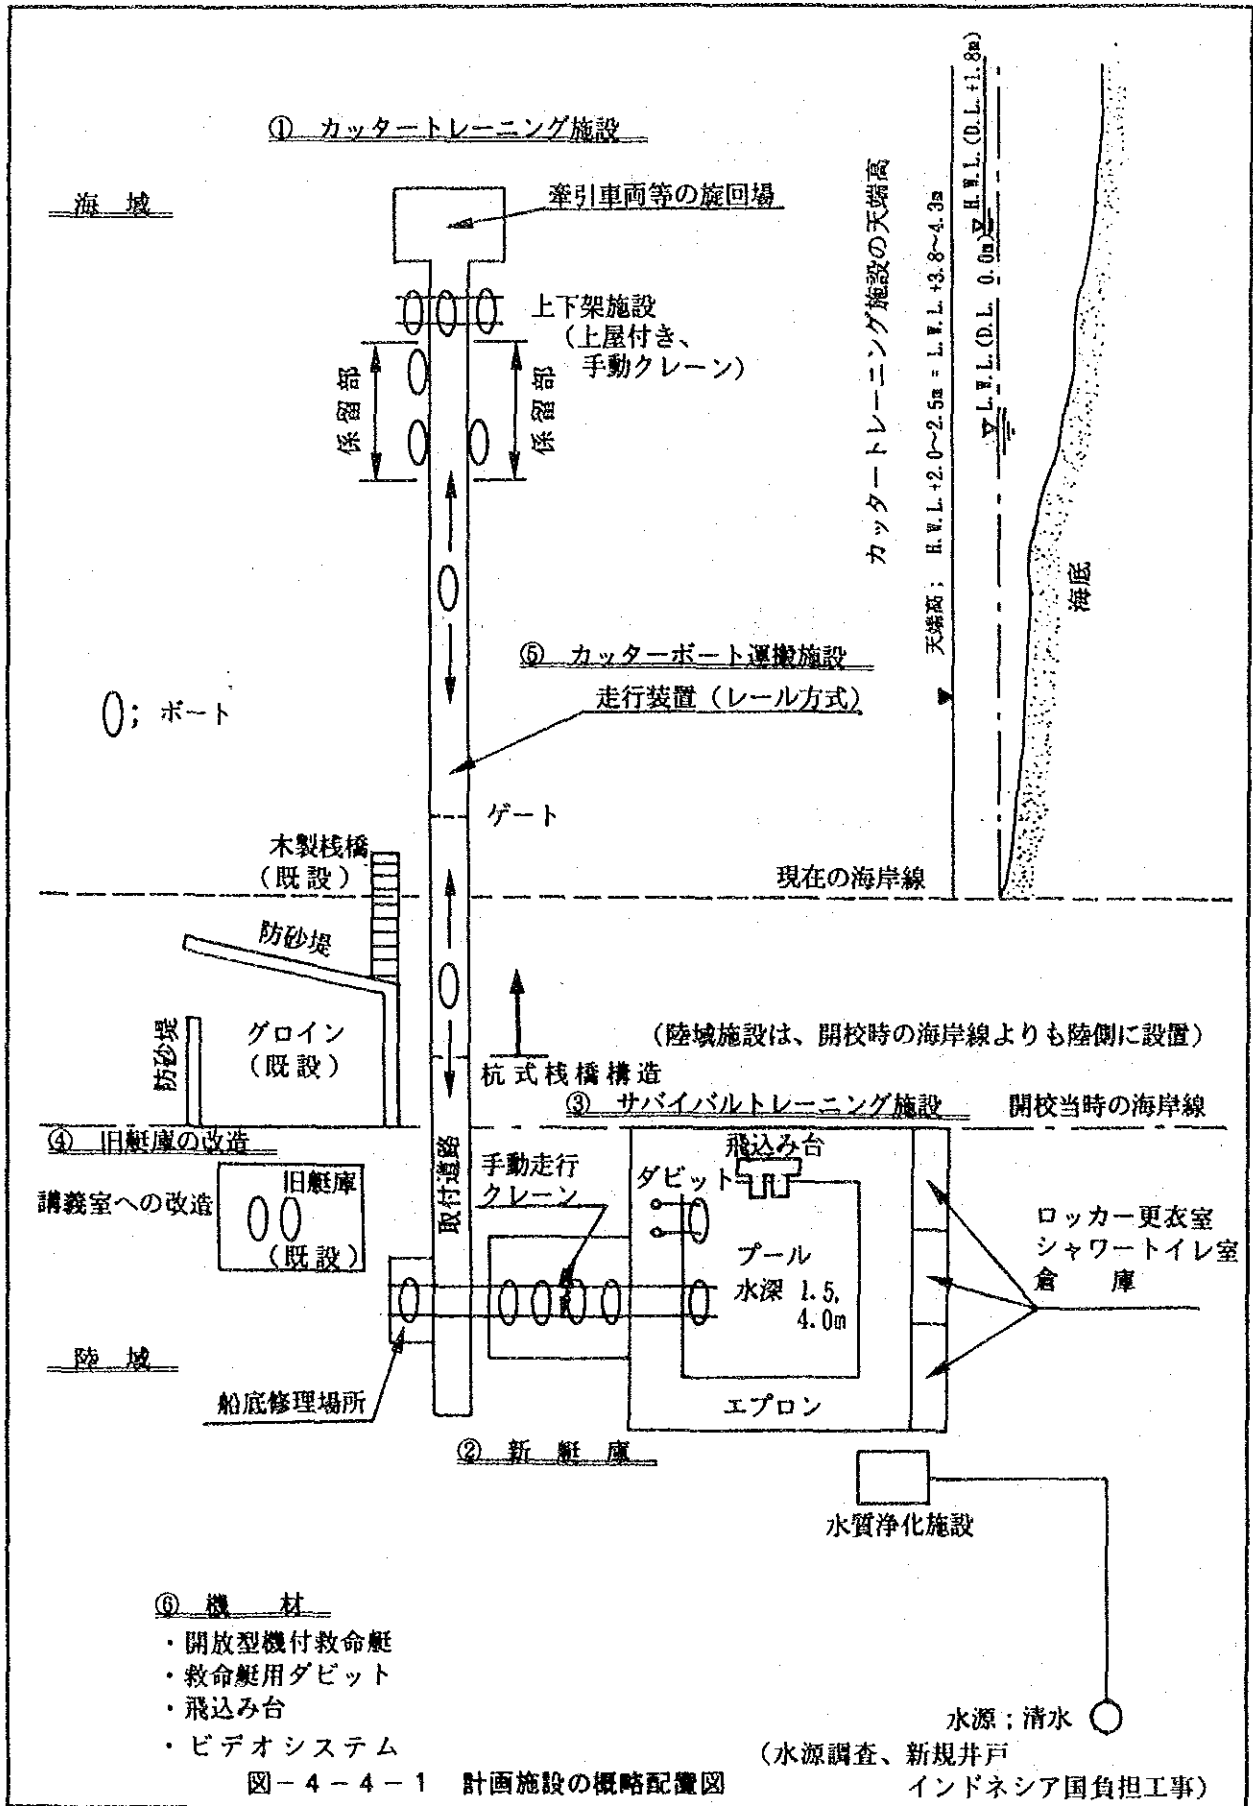 ① カッタートレーニング施設
海 域
牽引車両等の旋回場
上下架施設
(上屋付き、
手動クレーン)
係留部
係留部
カッタートレーニング施設の天端高
天端高; H.W.L.+2.0~2.5m = L.W.L.+3.8~4.3m
L.W.L.(D.L. 0.0m)
H.W.L.(D.L.+1.8m)
海底
⑤ カッターボート運搬施設
走行装置(レール方式)
; ボート
ゲート
木製桟橋
(既設)
現在の海岸線
防砂堤
防砂堤
グロイン
(既設)
(陸域施設は、開校時の海岸線よりも陸側に設置)
杭式桟橋構造
③ サバイバルトレーニング施設
開校当時の海岸線
④ 旧艇庫の改造
講義室への改造
旧艇庫
(既設)
取付道路
手動走行
クレーン
飛込み台
ダビット
プール
水深 1.5,
4.0m
ロッカー更衣室
シャワートイレ室
倉 庫
陸 域
船底修理場所
エプロン
② 新 艇 庫
水質浄化施設
⑥ 機 材
・開放型機付救命艇
・救命艇用ダビット
・飛込み台
・ビデオシステム
水源;清水
(水源調査、新規井戸
インドネシア国負担工事)
図-4-4-1 計画施設の概略配置図